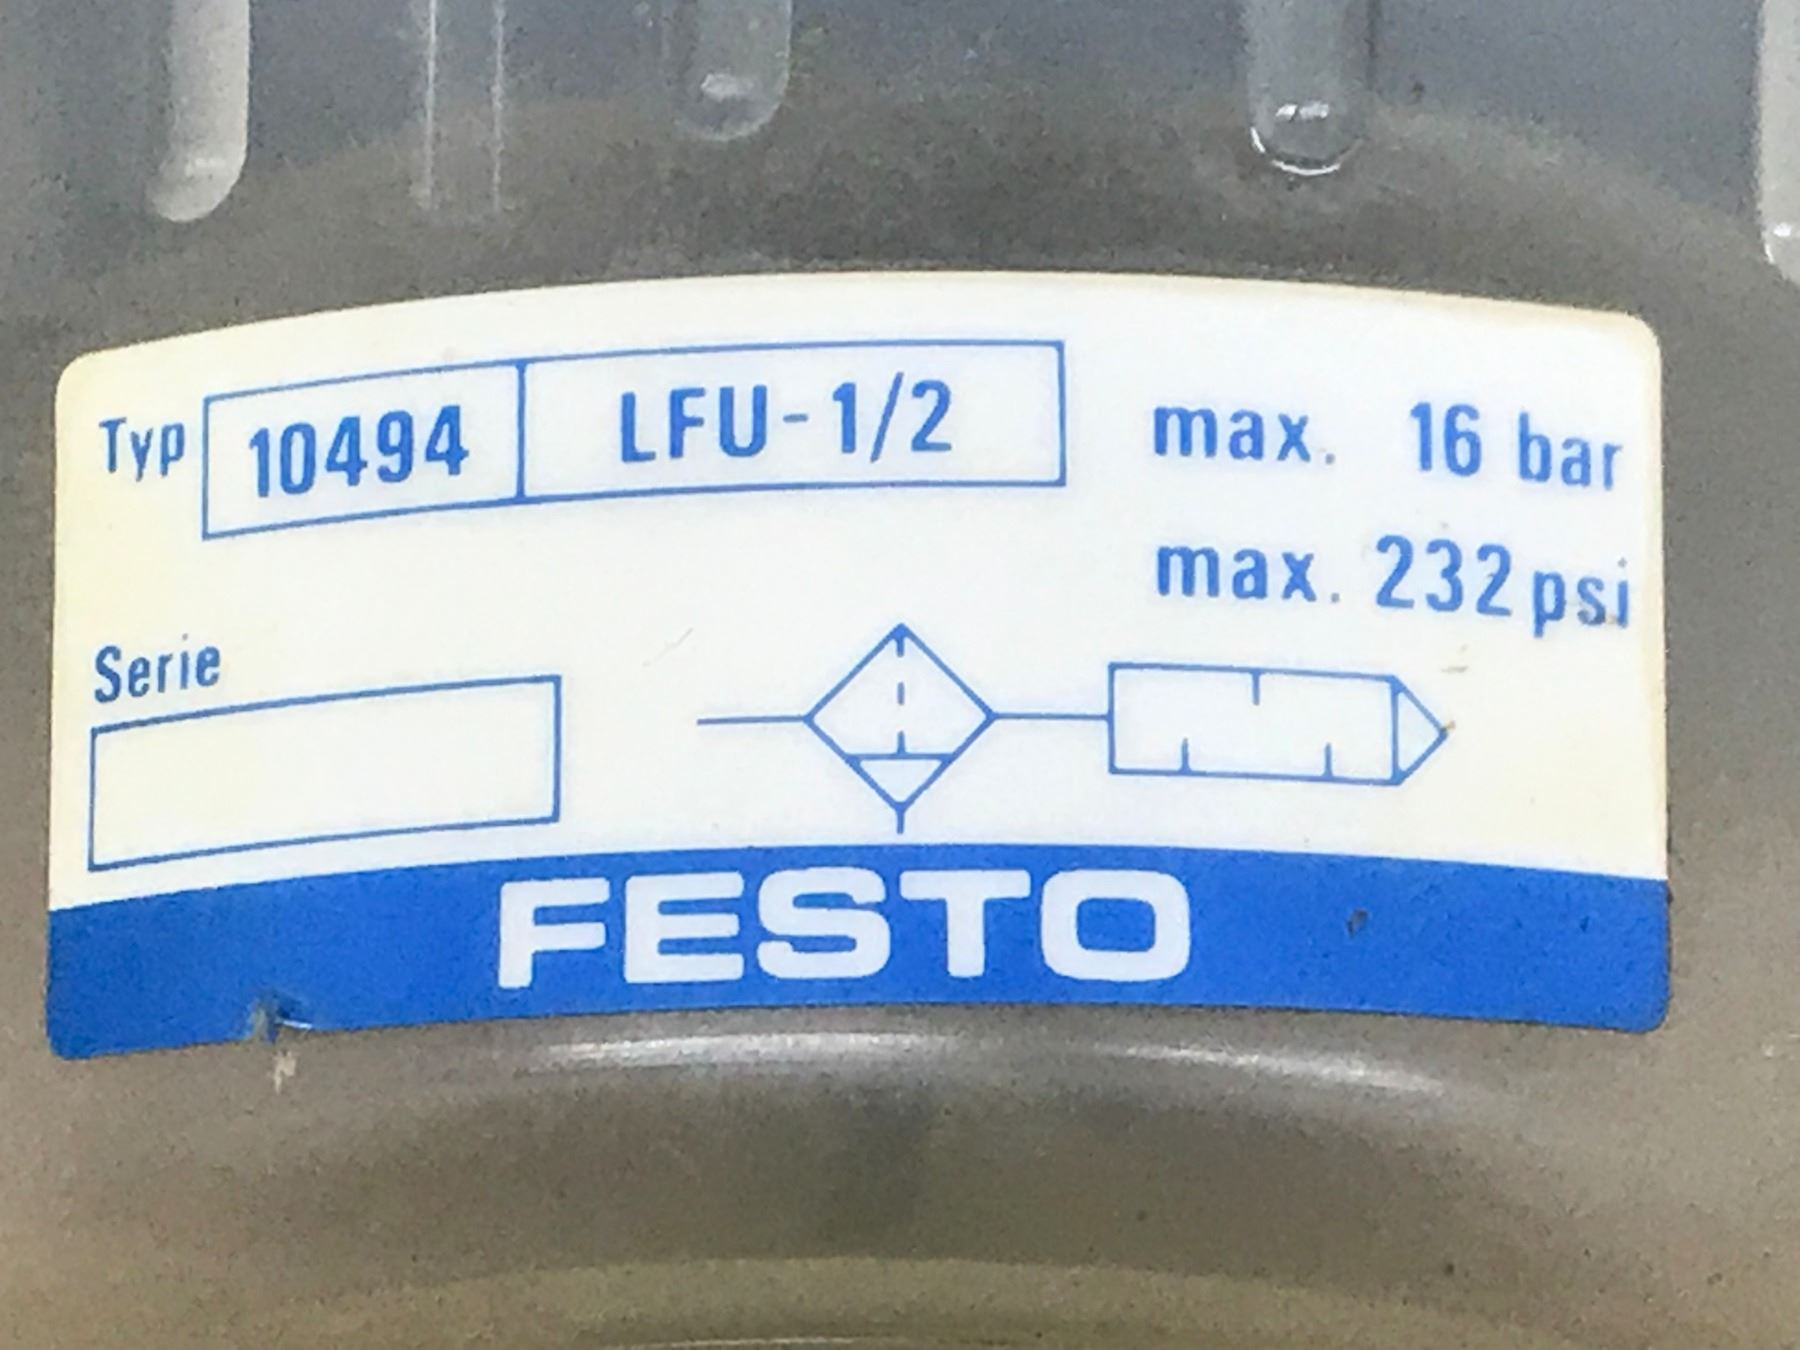 Typ 10494 LFU-1/2 max. 16 bar
max. 232 psi
Serie
FESTO